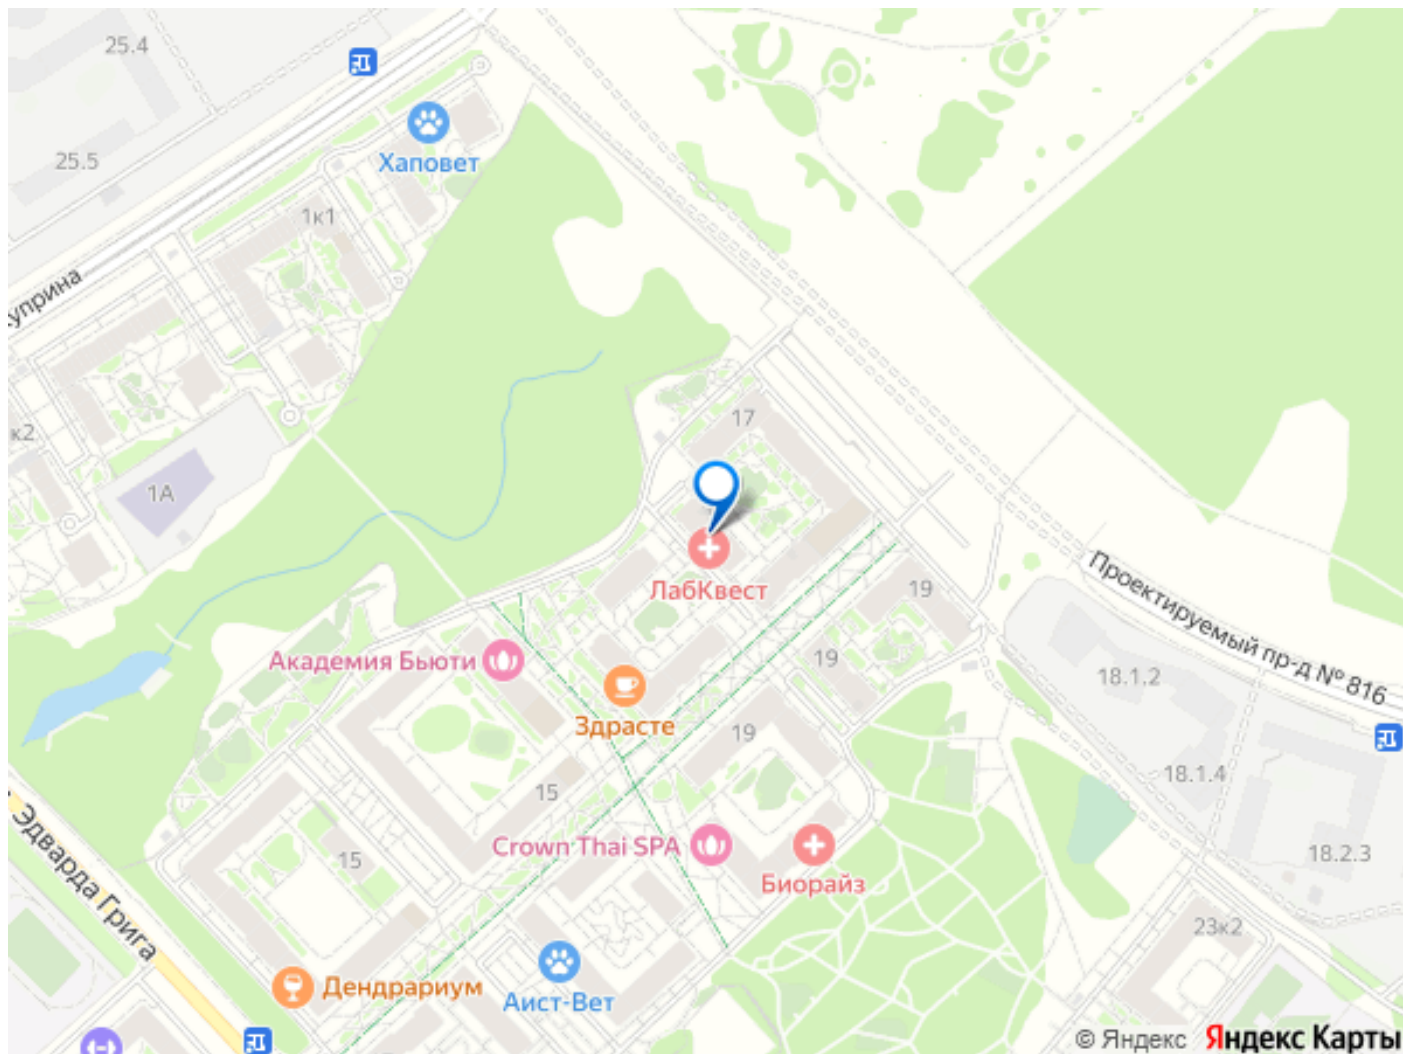 25.4
25.5
Хаповет
1к1
уприна
к2
1А
17
ЛабКвест
19
19
Проектируемый пр-д № 816
Академия Бьюти
Здрасте
19
18.1.2
18.1.4
15
15
Crown Thai SPA
Биорайз
18.2.3
Эдварда Грига
23к2
Дендрариум
Аист-Вет
© Яндекс Яндекс Карты